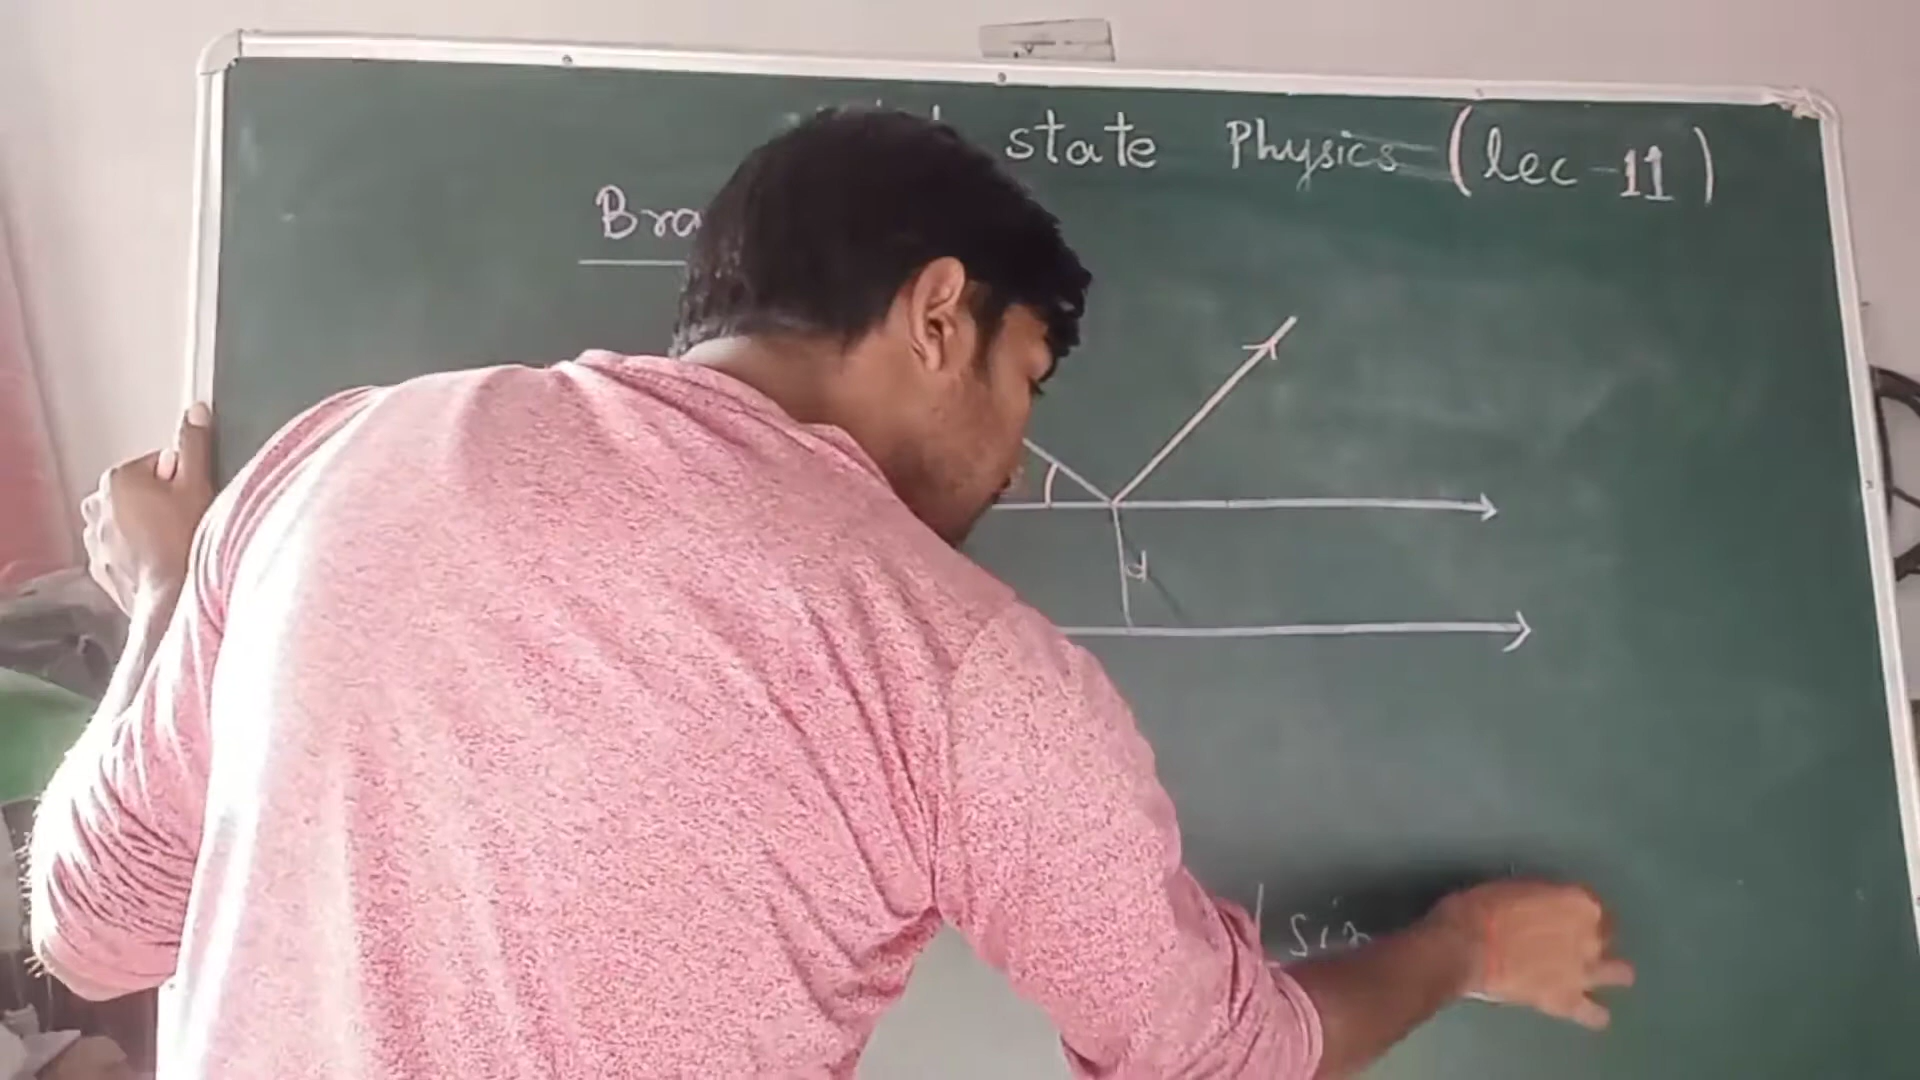 state Physics (lec-11)
Bra
d
d sin